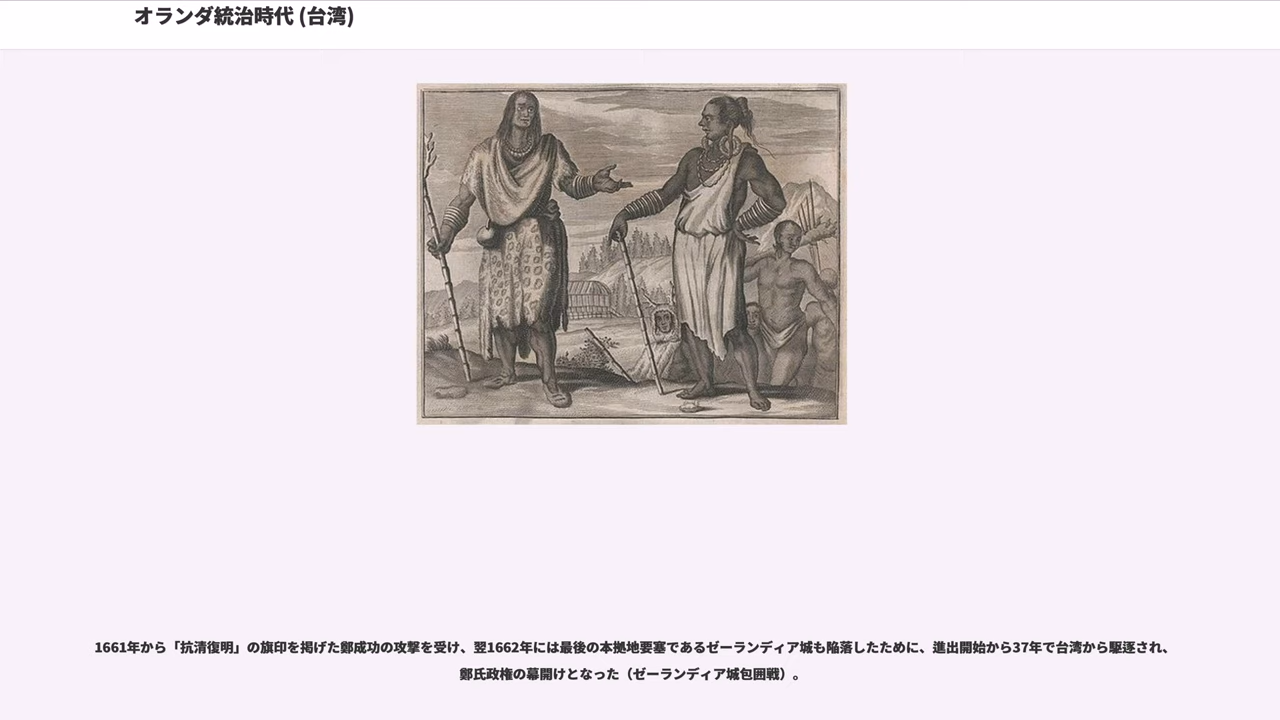 オランダ統治時代 (台湾)
1661年から「抗清復明」の旗印を掲げた鄭成功の攻撃を受け、翌1662年には最後の本拠地要塞であるゼーランディア城も陥落したために、進出開始から37年で台湾から駆逐され、
鄭氏政権の幕開けとなった（ゼーランディア城包囲戦）。